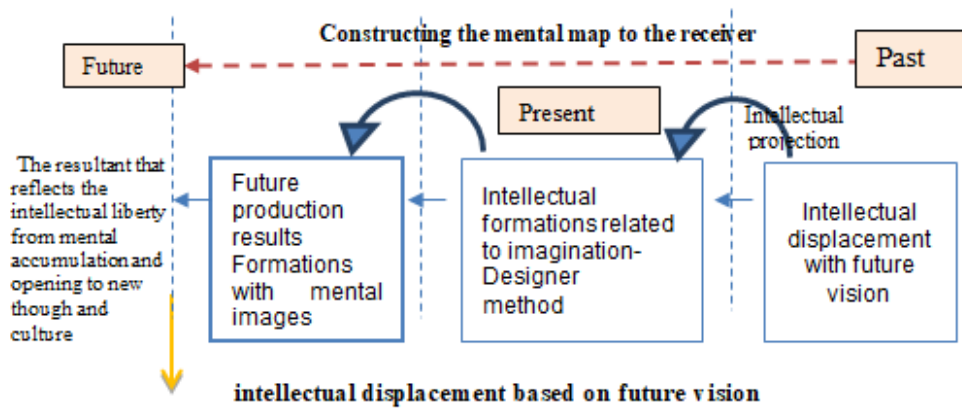 Constructing the mental map to the receiver
Future
Past
Present
Intellectual
projection
The resultant that
reflects the
intellectual liberty
from mental
accumulation and
opening to new
though and
culture
Future
production
results
Formations
with mental
images
Intellectual
formations related
to imagination-
Designer
method
Intellectual
displacement
with future
vision
intellectual displacement based on future vision